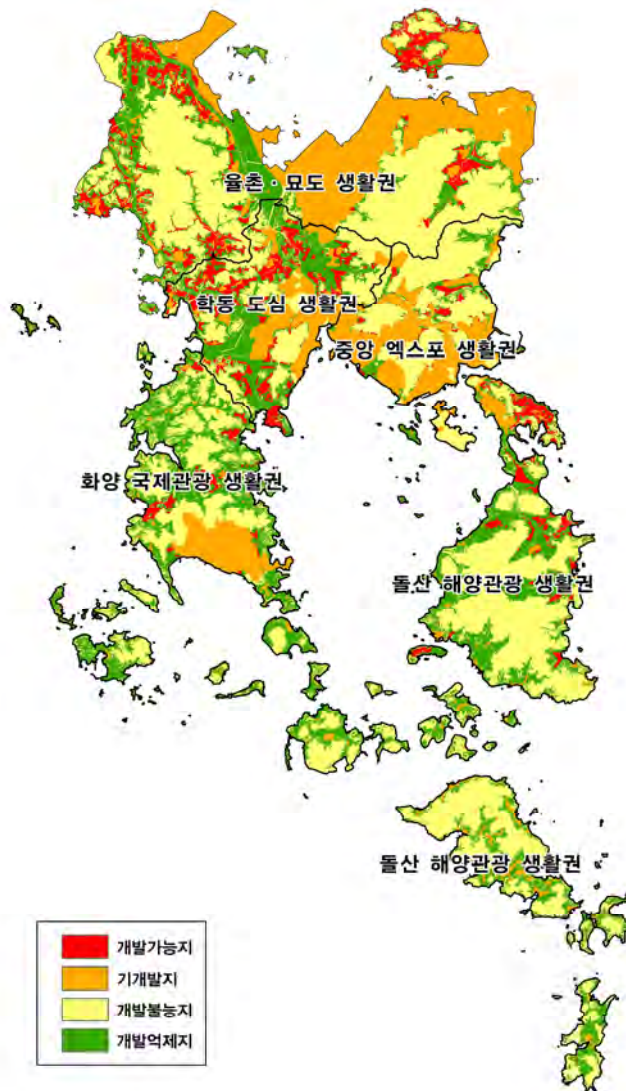 율촌·묘도 생활권
학동 도심 생활권
중앙 엑스포 생활권
화양 국제관광 생활권
돌산 해양관광 생활권
돌산 해양관광 생활권
개발가능지
기개발지
개발불능지
개발억제지